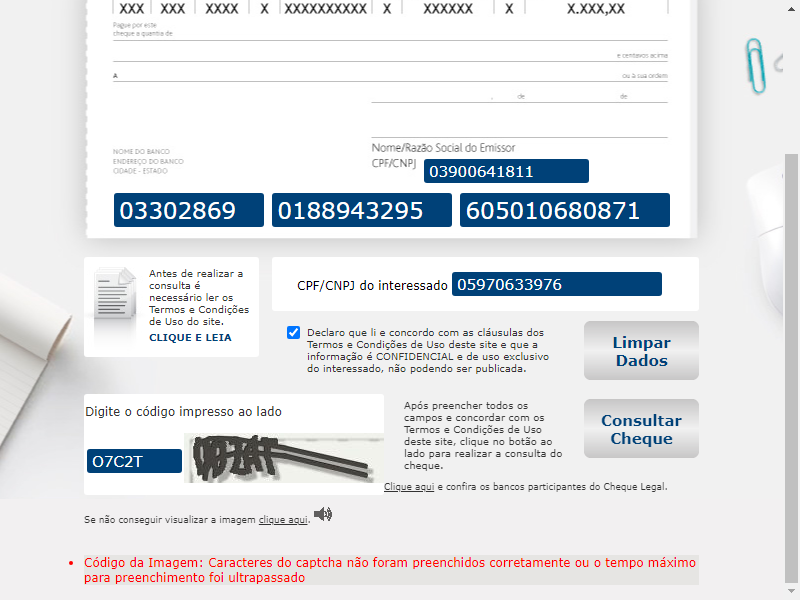 XXX XXX XXXX X XXXXXXXXXX X XXXXXX X X.XXX,XX
Pague por este
cheque a quantia de
e centavos acima
A
ou à sua ordem
, de de
NOME DO BANCO
ENDEREÇO DO BANCO
CIDADE - ESTADO
Nome/Razão Social do Emissor
CPF/CNPJ 03900641811
03302869 0188943295 605010680871
Antes de realizar a
consulta é
necessário ler os
Termos e Condições
de Uso do site.
CLIQUE E LEIA
CPF/CNPJ do interessado 05970633976
Declaro que li e concordo com as cláusulas dos
Termos e Condições de Uso deste site e que a
informação é CONFIDENCIAL e de uso exclusivo
do interessado, não podendo ser publicada.
Limpar
Dados
Digite o código impresso ao lado
O7C2T
Após preencher todos os
campos e concordar com os
Termos e Condições de Uso
deste site, clique no botão ao
lado para realizar a consulta do
cheque.
Consultar
Cheque
Clique aqui e confira os bancos participantes do Cheque Legal.
Se não conseguir visualizar a imagem clique aqui.
Código da Imagem: Caracteres do captcha não foram preenchidos corretamente ou o tempo máximo
para preenchimento foi ultrapassado